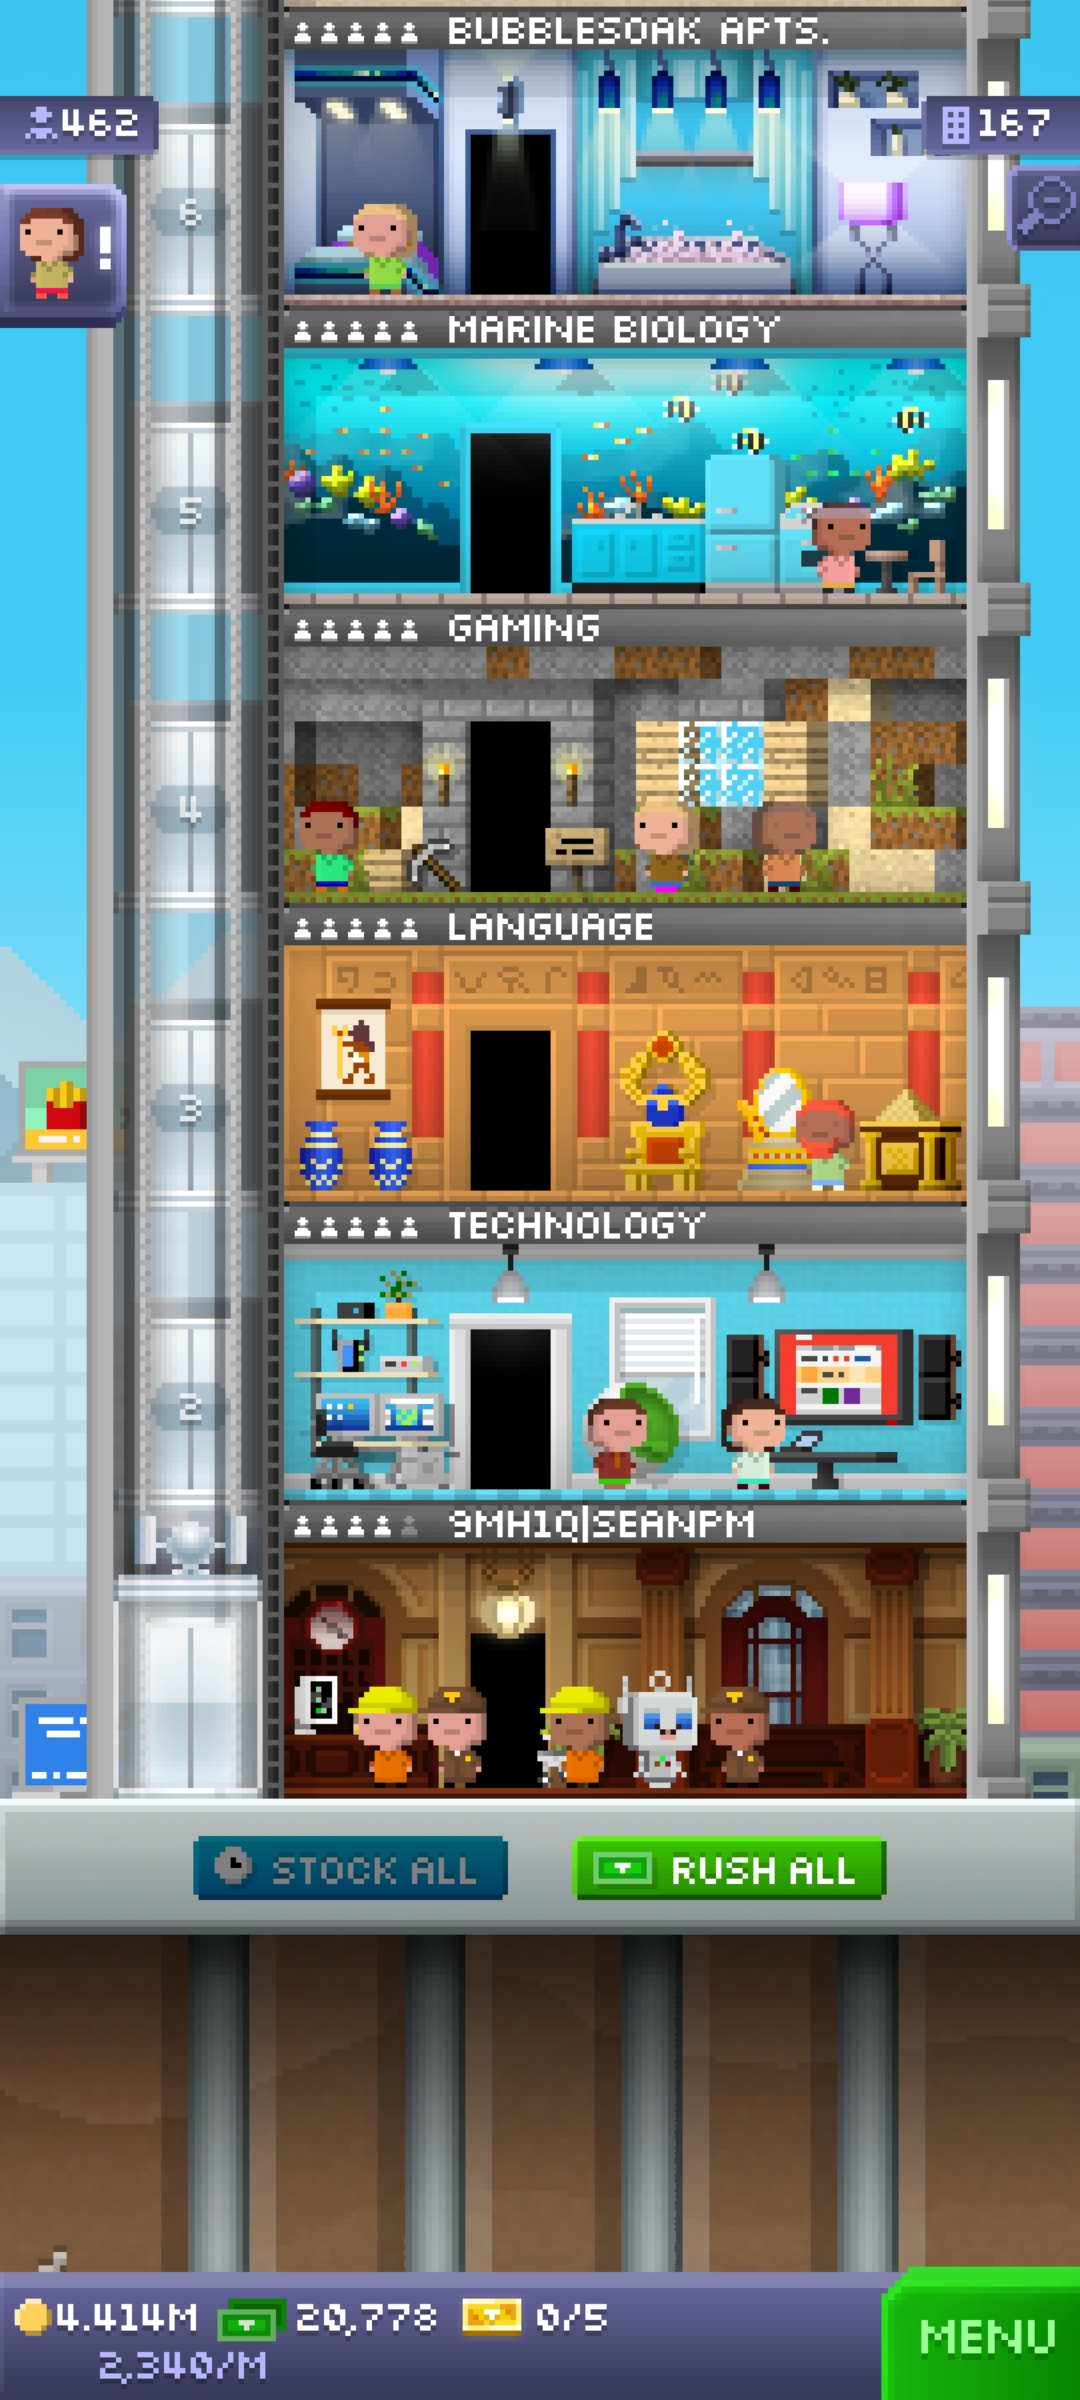 BUBBLESOAK APTS.
462
167
6
!
MARINE BIOLOGY
5
GAMING
4
LANGUAGE
3
TECHNOLOGY
2
9MH1Q|SEANPM
STOCK ALL
RUSH ALL
4.414M 20,778 0/5
2,340/M
MENU